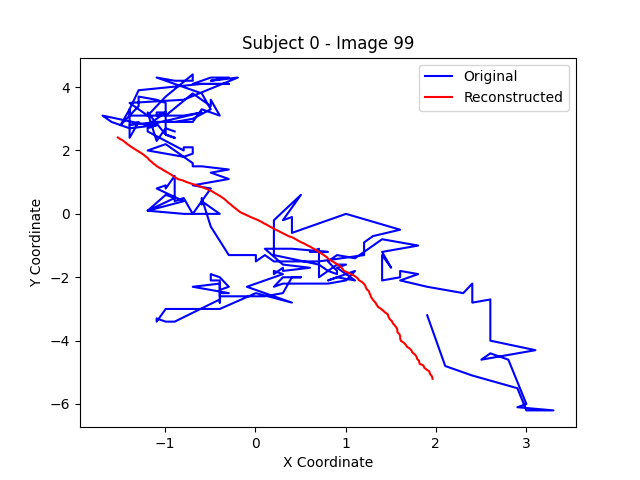 Subject 0 - Image 99
Original
Reconstructed
4
2
0
−2
−4
−6
Y Coordinate
−1
0
1
2
3
X Coordinate